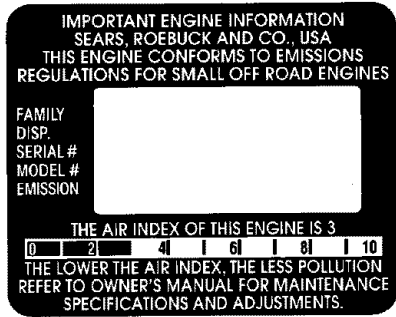 IMPORTANT ENGINE INFORMATION
SEARS, ROEBUCK AND CO., USA
THIS ENGINE CONFORMS TO EMISSIONS
REGULATIONS FOR SMALL OFF ROAD ENGINES
FAMILY
DISP.
SERIAL #
MODEL #
EMISSION
THE AIR INDEX OF THIS ENGINE IS 3
0 2 4 6 8 10
THE LOWER THE AIR INDEX, THE LESS POLLUTION
REFER TO OWNER'S MANUAL FOR MAINTENANCE
SPECIFICATIONS AND ADJUSTMENTS.